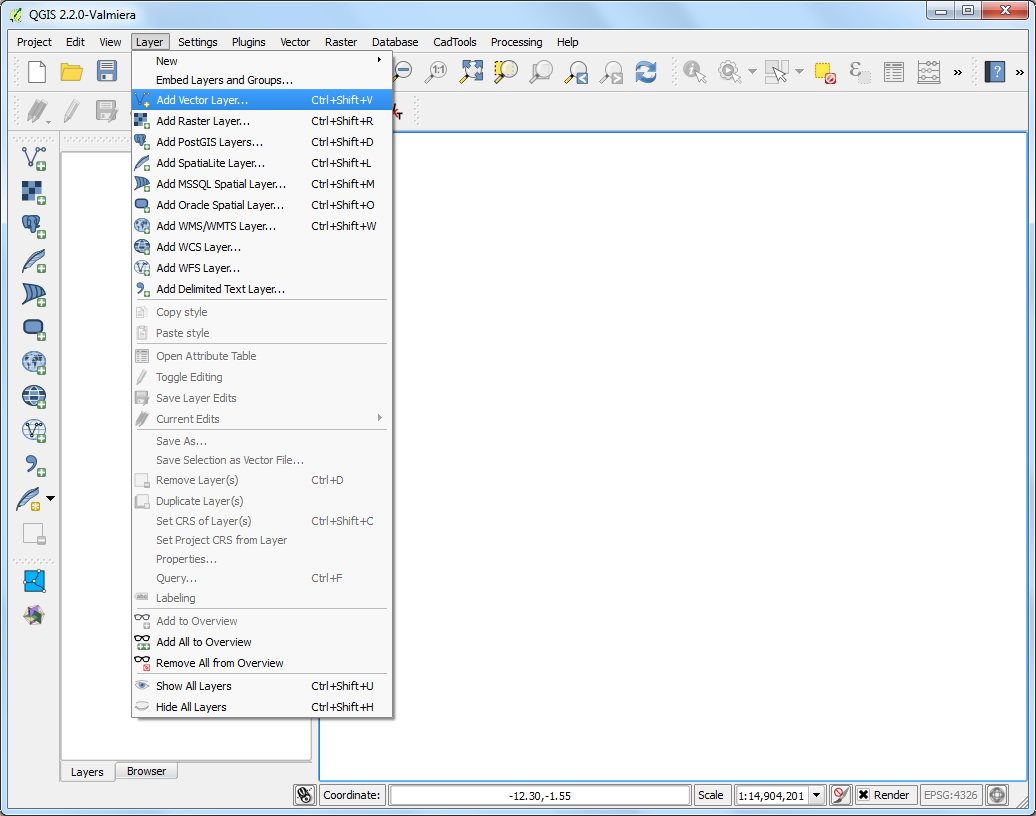 QGIS 2.2.0-Valmiera
Project Edit View Layer Settings Plugins Vector Raster Database CadTools Processing Help
New
Embed Layers and Groups...
Add Vector Layer... Ctrl+Shift+V
Add Raster Layer... Ctrl+Shift+R
Add PostGIS Layers... Ctrl+Shift+D
Add SpatiaLite Layer... Ctrl+Shift+L
Add MSSQL Spatial Layer... Ctrl+Shift+M
Add Oracle Spatial Layer... Ctrl+Shift+O
Add WMS/WMTS Layer... Ctrl+Shift+W
Add WCS Layer...
Add WFS Layer...
Add Delimited Text Layer...
Copy style
Paste style
Open Attribute Table
Toggle Editing
Save Layer Edits
Current Edits
Save As...
Save Selection as Vector File...
Remove Layer(s) Ctrl+D
Duplicate Layer(s)
Set CRS of Layer(s) Ctrl+Shift+C
Set Project CRS from Layer
Properties...
Query... Ctrl+F
Labeling
Add to Overview
Add All to Overview
Remove All from Overview
Show All Layers Ctrl+Shift+U
Hide All Layers Ctrl+Shift+H
Layers Browser
Coordinate: -12.30,-1.55 Scale 1:14,904,201 Render EPSG:4326